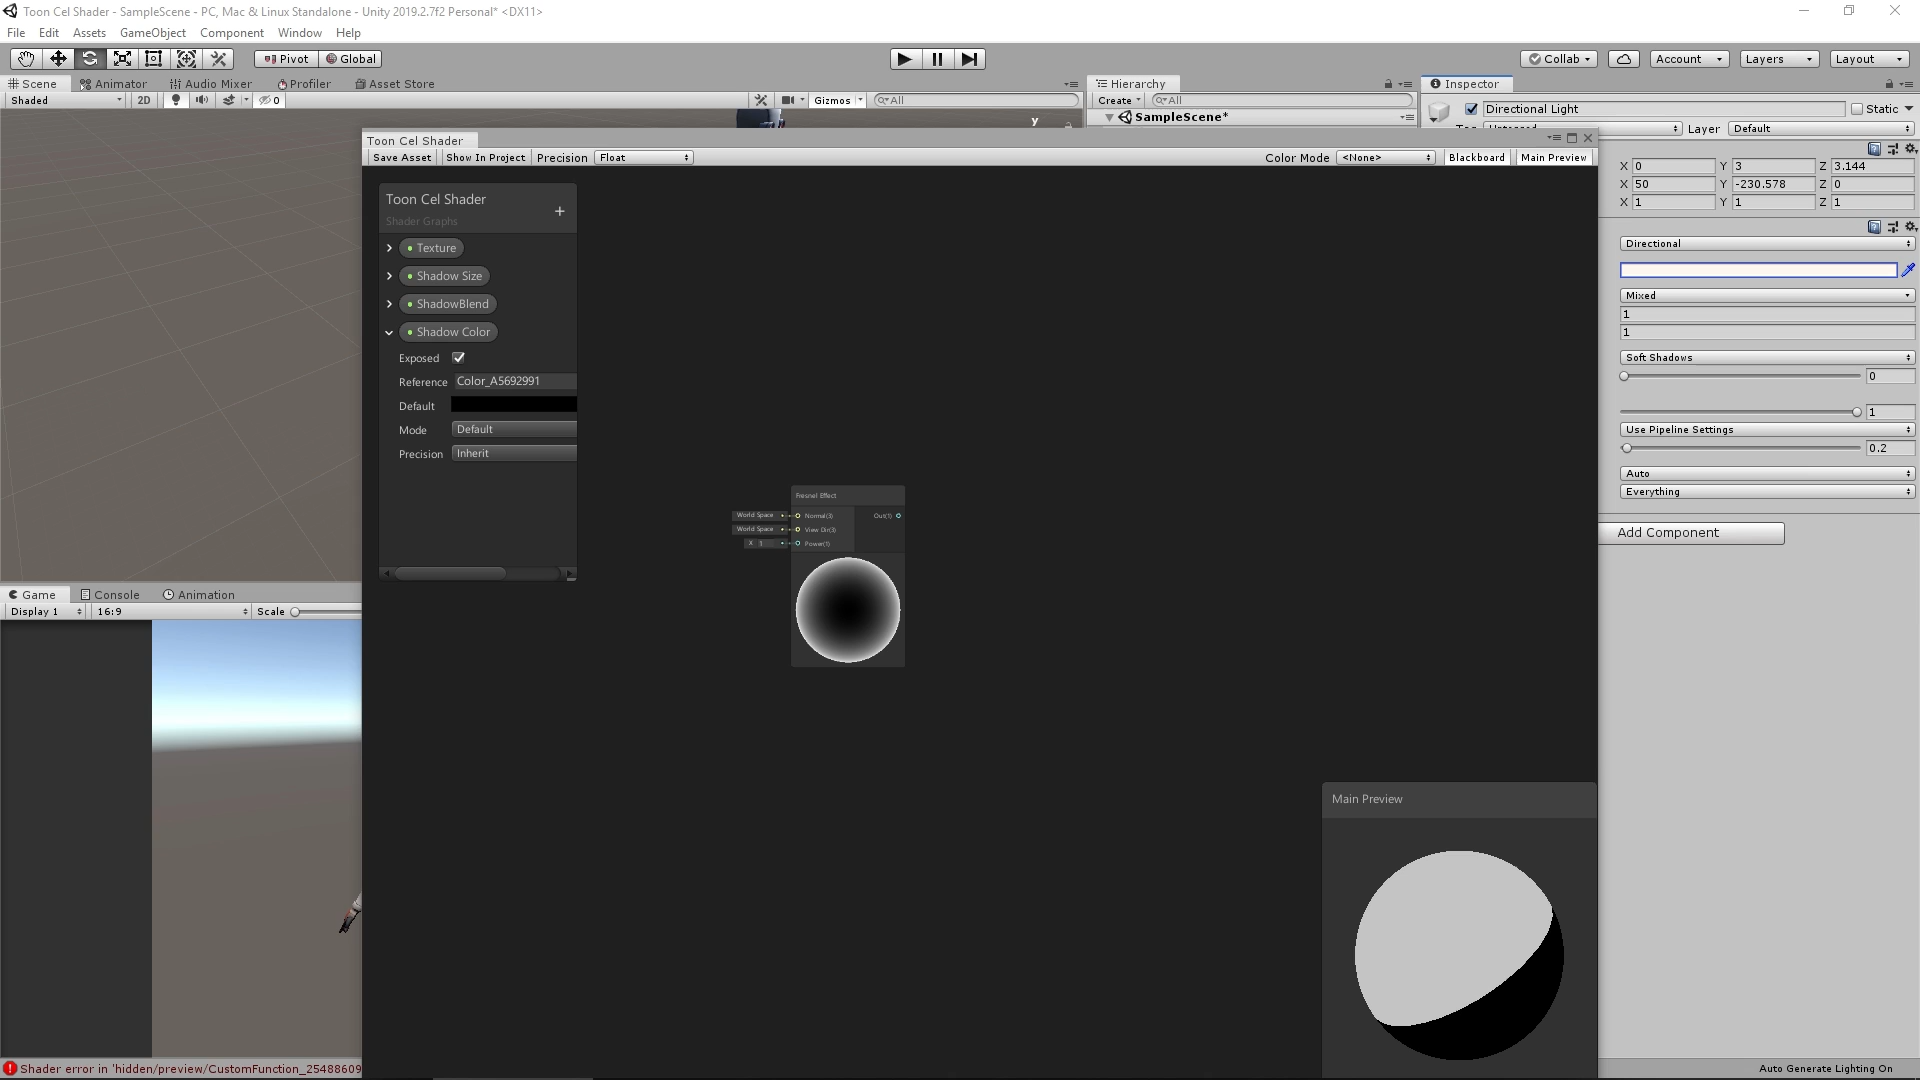 Toon Cel Shader - SampleScene - PC, Mac & Linux Standalone - Unity 2019.2.7f2 Personal* <DX11>
File Edit Assets GameObject Component Window Help
Pivot Global Collab Account Layers Layout
Scene Animator Audio Mixer Profiler Asset Store
Shaded 2D 0 Gizmos All
y
Hierarchy
Create All
SampleScene*
Inspector
Directional Light Static
Layer Default
X 0 Y 3 Z 3.144
X 50 Y -230.578 Z 0
X 1 Y 1 Z 1
Directional
Mixed
1
1
Soft Shadows
0
1
Use Pipeline Settings
0.2
Auto
Everything
Add Component
Toon Cel Shader
Save Asset Show In Project Precision Float Color Mode <None> Blackboard Main Preview
Toon Cel Shader
Shader Graphs
Texture
Shadow Size
ShadowBlend
Shadow Color
Exposed
Reference Color_A5692991
Default
Mode Default
Precision Inherit
Fresnel Effect
World Space Normal(3) Out(1)
World Space View Dir(3)
X 1 Power(1)
Main Preview
Game Console Animation
Display 1 16:9 Scale
Shader error in 'hidden/preview/CustomFunction_25488609
Auto Generate Lighting On